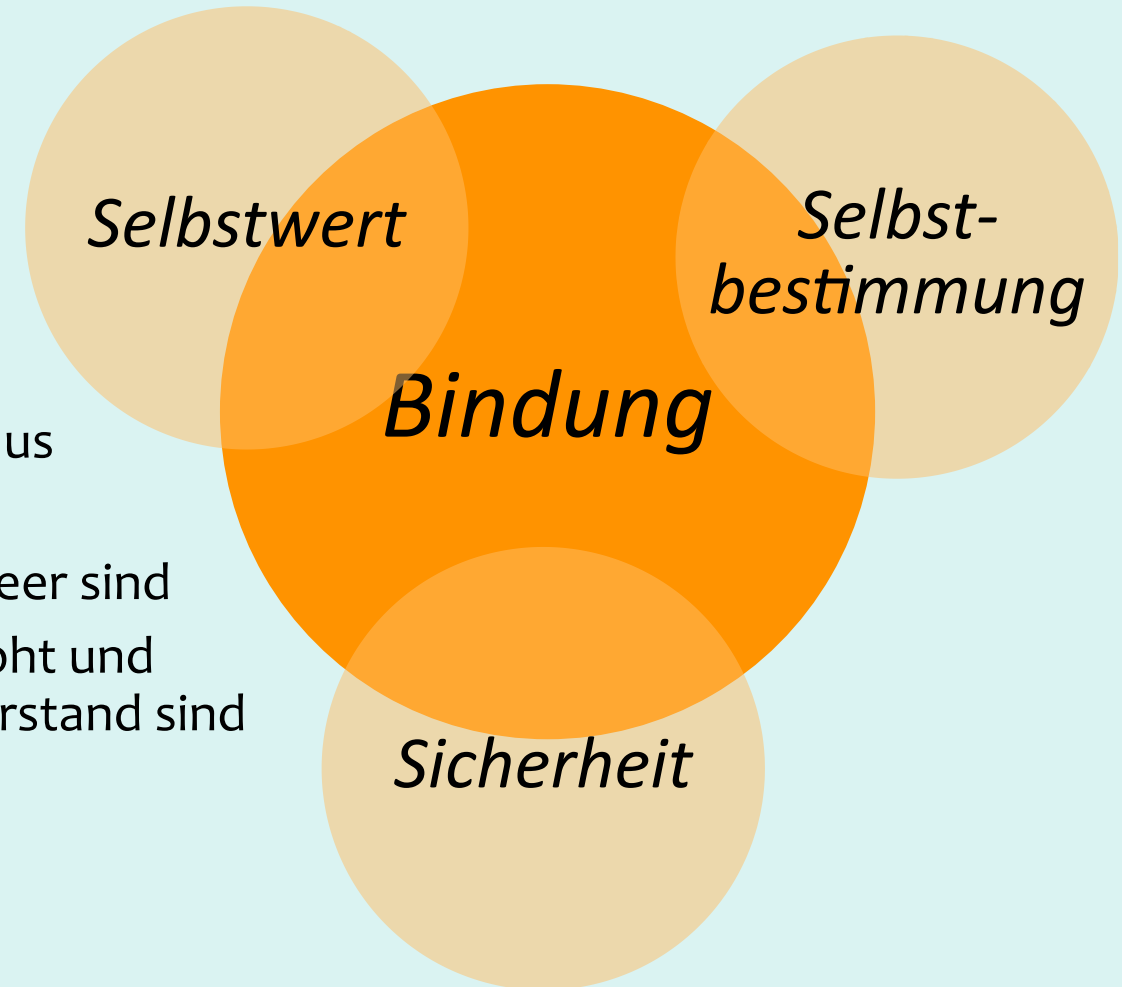 Selbstwert
Selbst-
bestimmung
Bindung
us
eer sind
ht und
rstand sind
Sicherheit